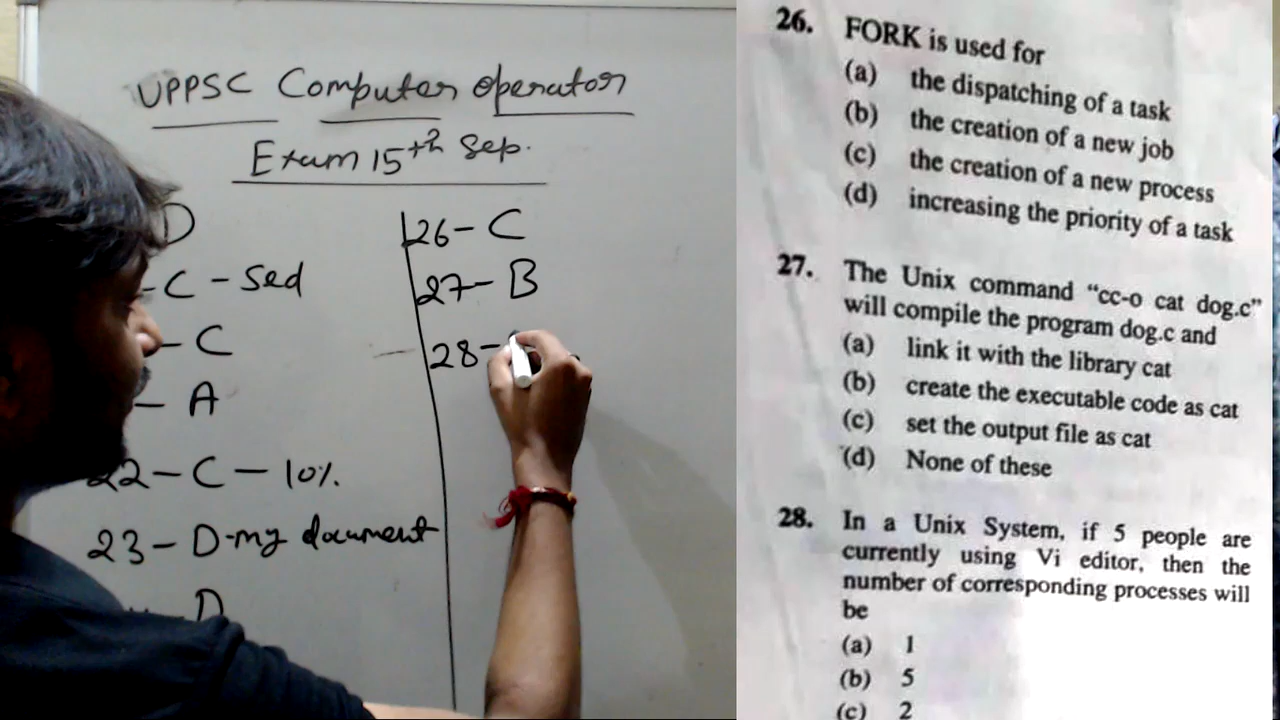 UPPSC Computer Operator
Exam 15th Sep.
D
-C - Sed
- C
- A
22 - C - 10%.
23 - D-my document
D
26 - C
27 - B
28 -
26. FORK is used for
(a) the dispatching of a task
(b) the creation of a new job
(c) the creation of a new process
(d) increasing the priority of a task
27. The Unix command “cc-o cat dog.c”
will compile the program dog.c and
(a) link it with the library cat
(b) create the executable code as cat
(c) set the output file as cat
(d) None of these
28. In a Unix System, if 5 people are
currently using Vi editor, then the
number of corresponding processes will
be
(a) 1
(b) 5
(c) 2